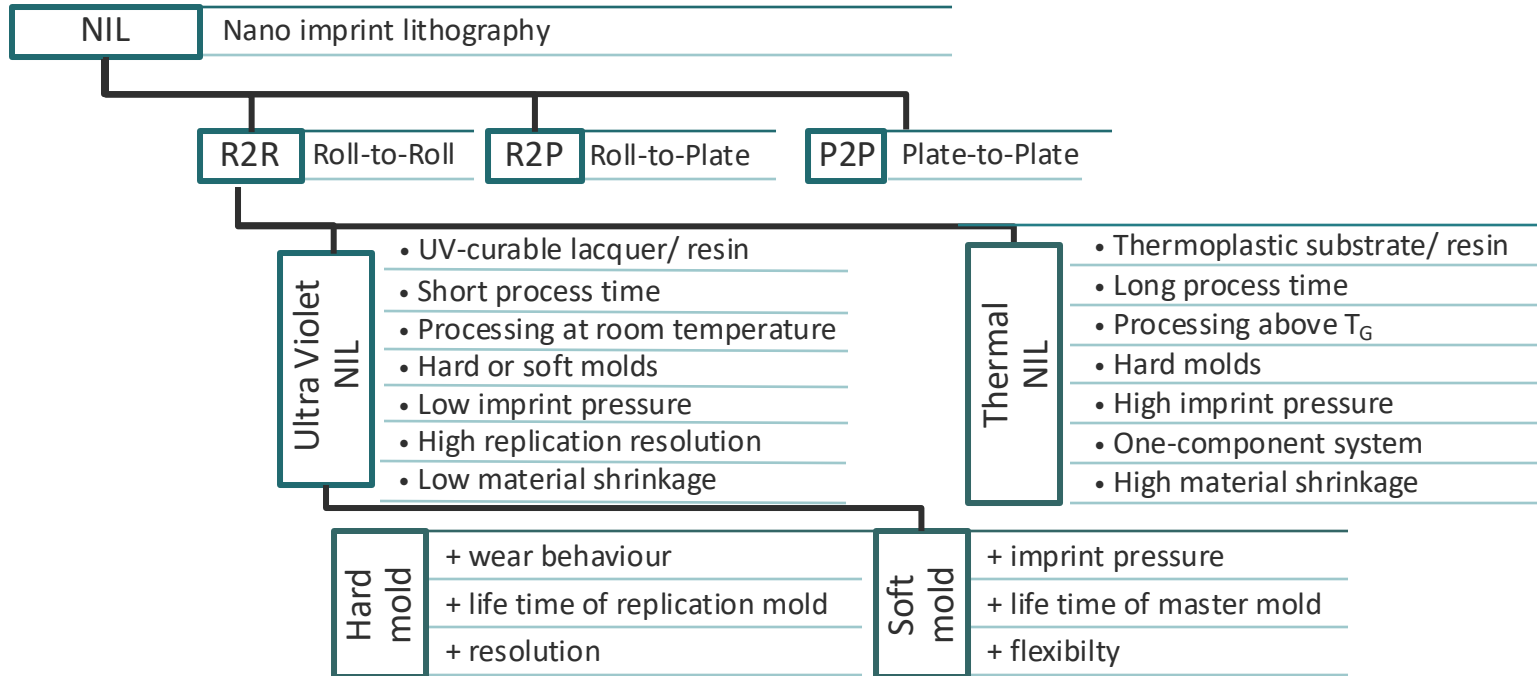 NIL
Nano imprint lithography
R2R
Roll-to-Roll
R2P
Roll-to-Plate
P2P
Plate-to-Plate
Ultra Violet
NIL
• UV-curable lacquer/ resin
• Short process time
• Processing at room temperature
• Hard or soft molds
• Low imprint pressure
• High replication resolution
• Low material shrinkage
Thermal
NIL
• Thermoplastic substrate/ resin
• Long process time
• Processing above TG
• Hard molds
• High imprint pressure
• One-component system
• High material shrinkage
Hard
mold
+ wear behaviour
+ life time of replication mold
+ resolution
Soft
mold
+ imprint pressure
+ life time of master mold
+ flexibilty